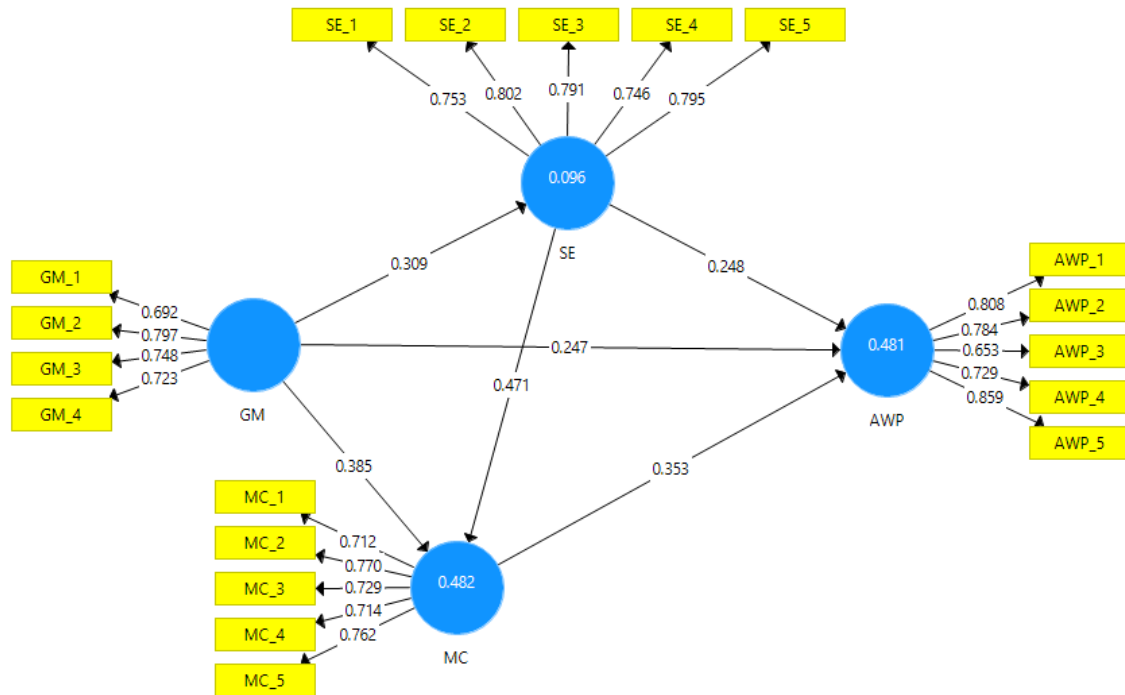 SE_1
SE_2
SE_3
SE_4
SE_5
0.753
0.802
0.791
0.746
0.795
0.096
SE
0.309
0.248
GM_1
GM_2
GM_3
GM_4
0.692
0.797
0.748
0.723
GM
0.247
0.471
0.385
0.353
AWP_1
AWP_2
AWP_3
AWP_4
AWP_5
0.808
0.784
0.653
0.729
0.859
0.481
AWP
MC_1
MC_2
MC_3
MC_4
MC_5
0.712
0.770
0.729
0.714
0.762
0.482
MC